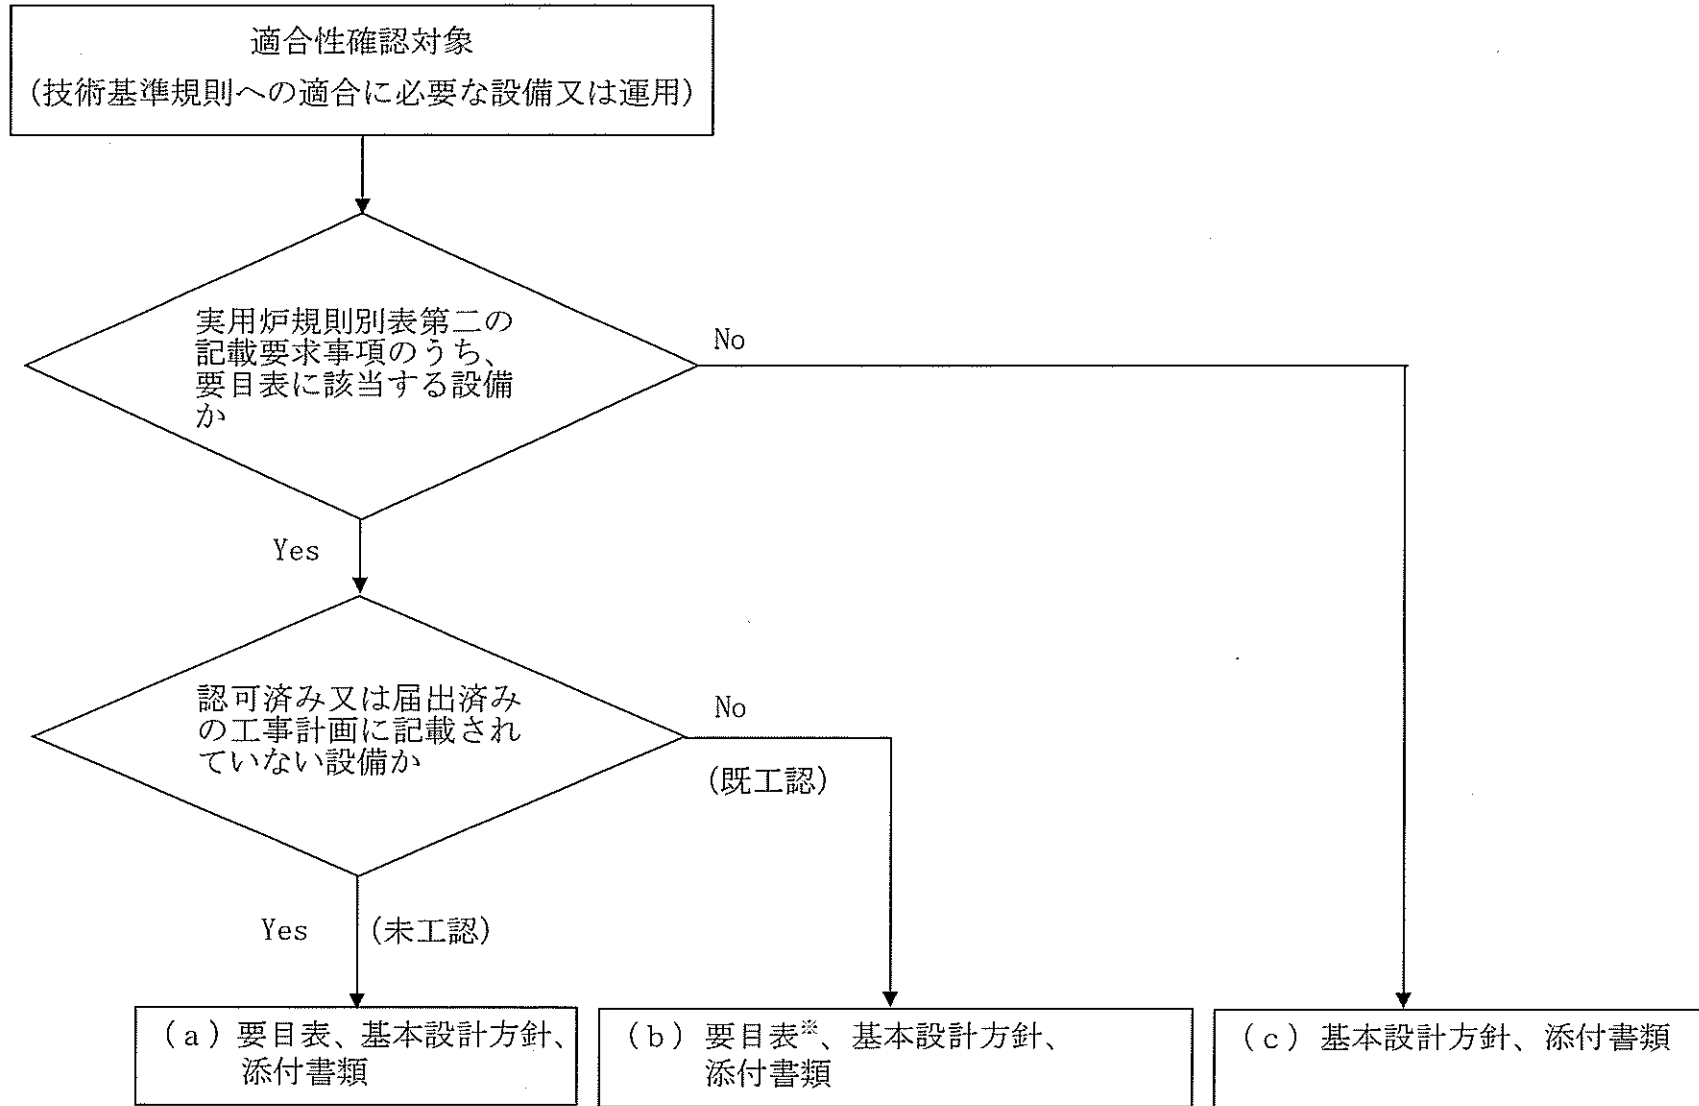 適合性確認対象
(技術基準規則への適合に必要な設備又は運用)
実用炉規則別表第二の
記載要求事項のうち、
要目表に該当する設備
か
No
Yes
認可済み又は届出済み
の工事計画に記載され
ていない設備か
No
(既工認)
Yes (未工認)
(a)要目表、基本設計方針、
添付書類
(b)要目表※、基本設計方針、
添付書類
(c)基本設計方針、添付書類